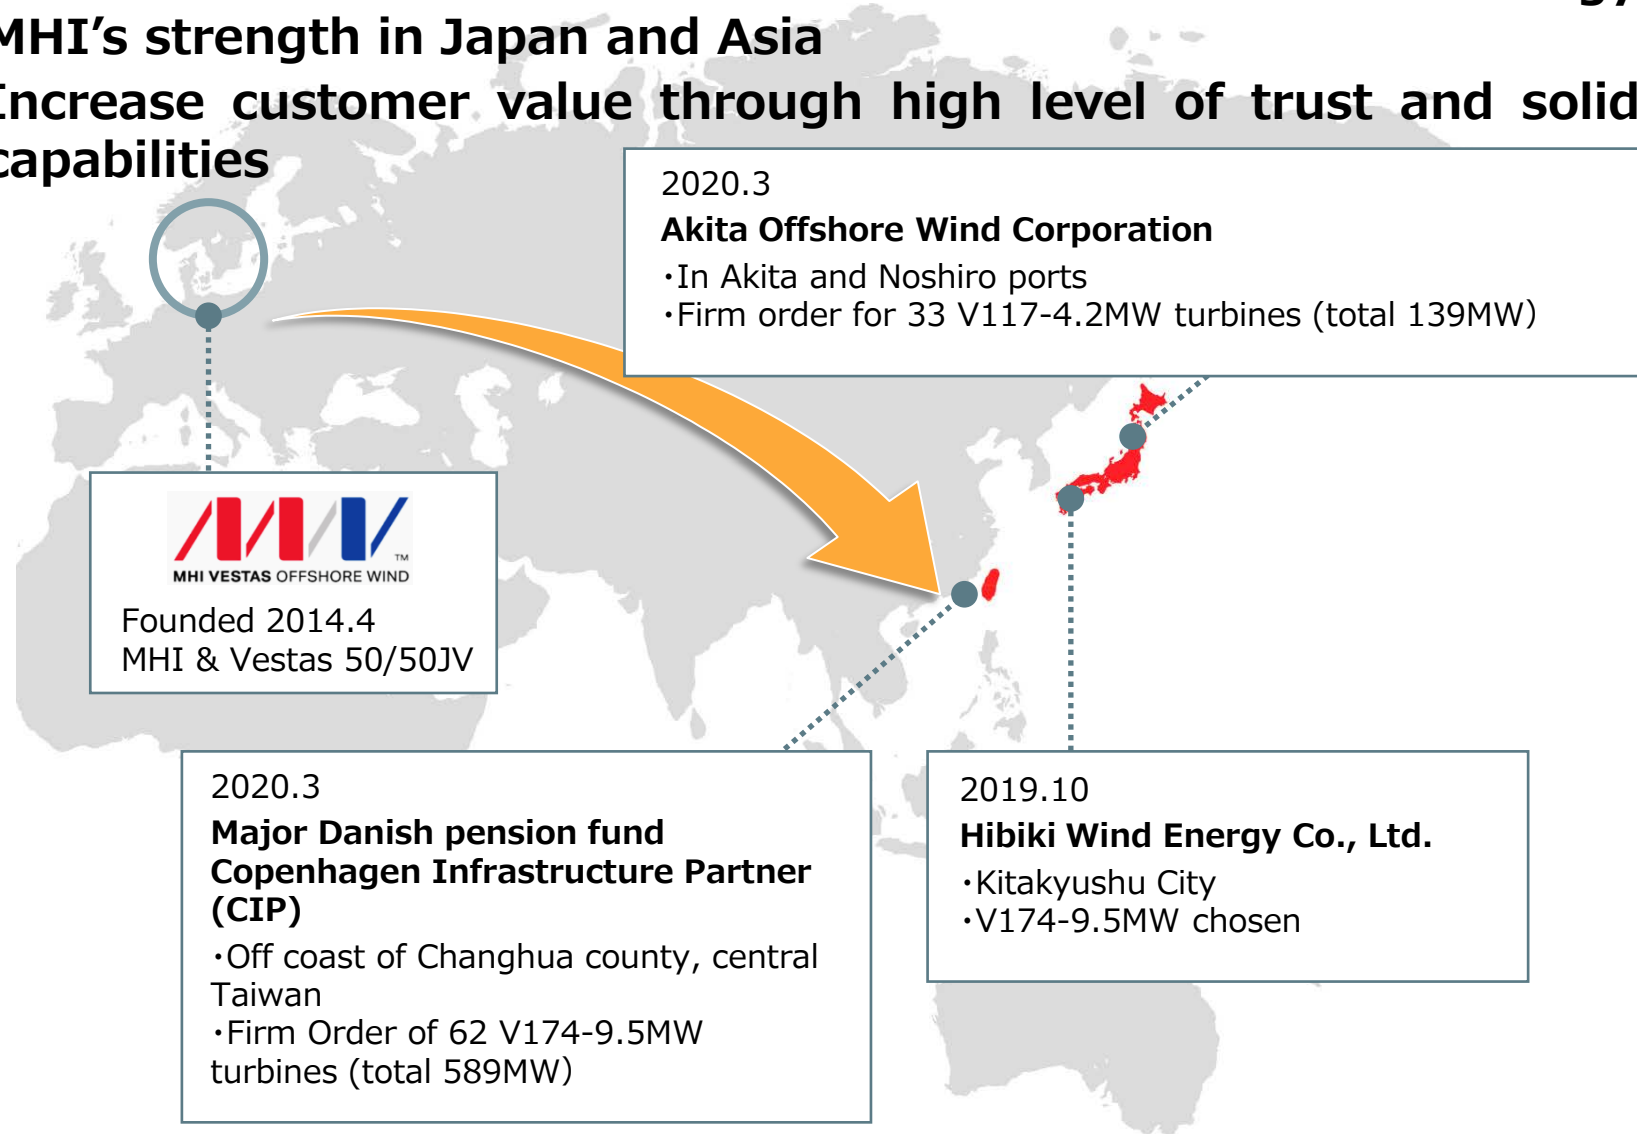 MHI’s strength in Japan and Asia
Increase customer value through high level of trust and solid
capabilities
2020.3
Akita Offshore Wind Corporation
・In Akita and Noshiro ports
・Firm order for 33 V117-4.2MW turbines (total 139MW）
MHI VESTAS OFFSHORE WIND
TM
Founded 2014.4
MHI & Vestas 50/50JV
2020.3
Major Danish pension fund
Copenhagen Infrastructure Partner
(CIP)
・Off coast of Changhua county, central
Taiwan
・Firm Order of 62 V174-9.5MW
turbines (total 589MW）
2019.10
Hibiki Wind Energy Co., Ltd.
・Kitakyushu City
・V174-9.5MW chosen